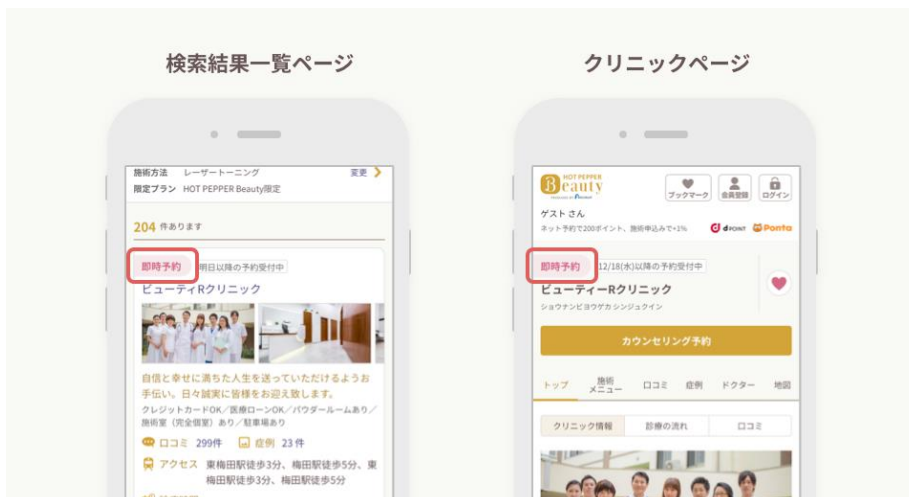 検索結果一覧ページ
施術方法 レーザートーニング 変更
限定プラン HOT PEPPER Beauty限定
204 件あります
即時予約 明日以降の予約受付中
ビューティRクリニック
自信と幸せに満ちた人生を送っていただけるようお
手伝い。日々誠実に皆様をお迎え致します。
クレジットカードOK／医療ローンOK／パウダールームあり／
施術室（完全個室）あり／駐車場あり
口コミ 299件 症例 23件
アクセス 東梅田駅徒歩3分、梅田駅徒歩5分、東
梅田駅徒歩3分、梅田駅徒歩5分
クリニックページ
HOT PEPPER
Beauty
ブックマーク 会員登録 ログイン
ゲスト さん
ネット予約で200ポイント、施術申込みで+1% d POINT Ponta
即時予約 12/18(水)以降の予約受付中
ビューティーRクリニック
ショウナンビヨウゲカ シンジュクイン
カウンセリング予約
トップ 施術メニュー 口コミ 症例 ドクター 地図
クリニック情報 診療の流れ 口コミ